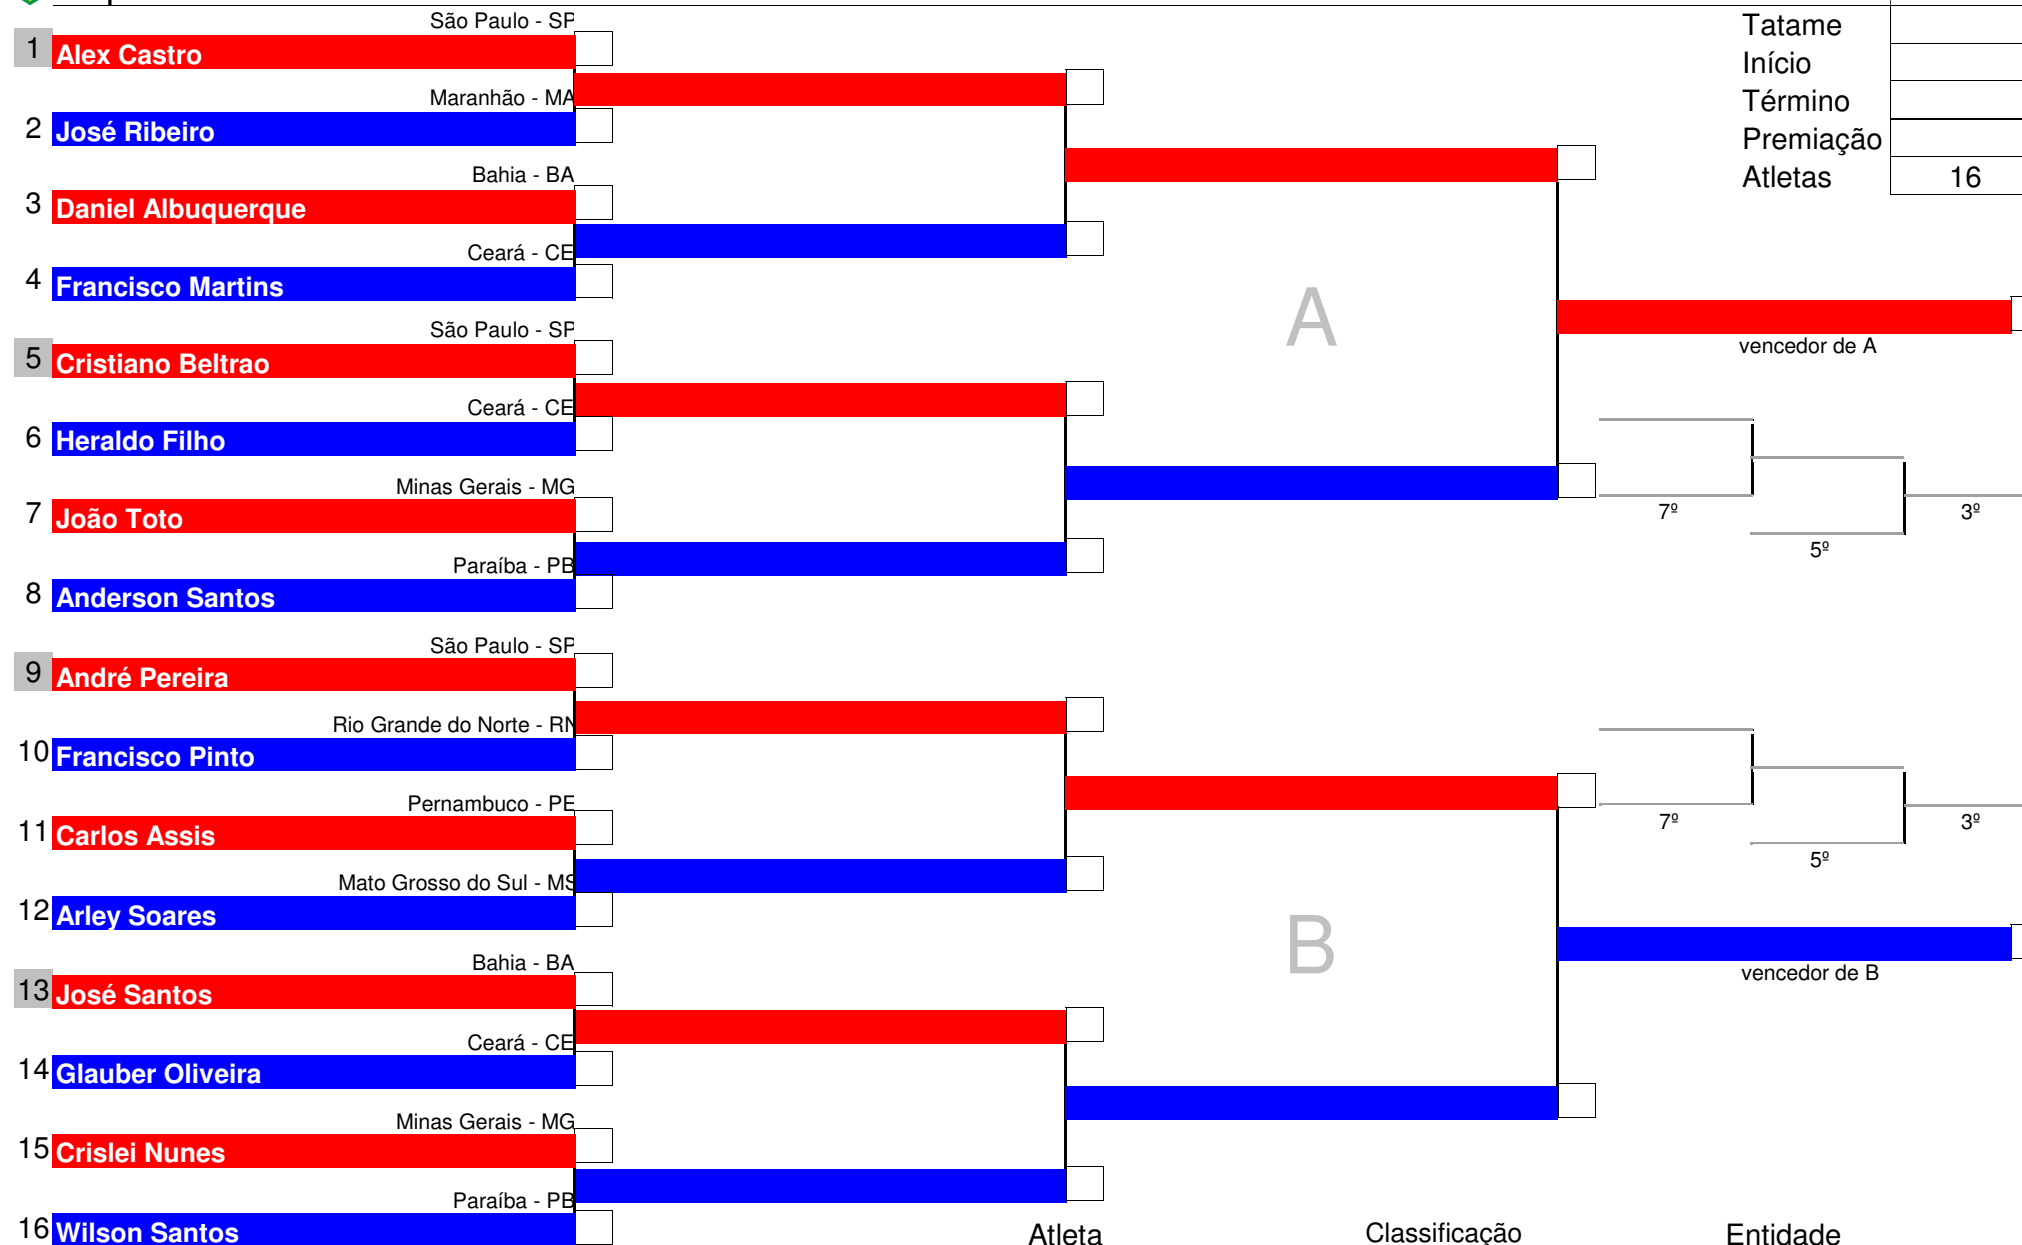 São Paulo - SP
1 Alex Castro
Maranhão - MA
2 José Ribeiro
Bahia - BA
3 Daniel Albuquerque
Ceará - CE
4 Francisco Martins
São Paulo - SP
5 Cristiano Beltrao
Ceará - CE
6 Heraldo Filho
Minas Gerais - MG
7 João Toto
Paraíba - PB
8 Anderson Santos
São Paulo - SP
9 André Pereira
Rio Grande do Norte - RN
10 Francisco Pinto
Pernambuco - PE
11 Carlos Assis
Mato Grosso do Sul - MS
12 Arley Soares
Bahia - BA
13 José Santos
Ceará - CE
14 Glauber Oliveira
Minas Gerais - MG
15 Crislei Nunes
Paraíba - PB
16 Wilson Santos
A
B
Tatame
Início
Término
Premiação
Atletas 16
vencedor de A
7º
3º
5º
7º
3º
5º
vencedor de B
Atleta Classificação Entidade